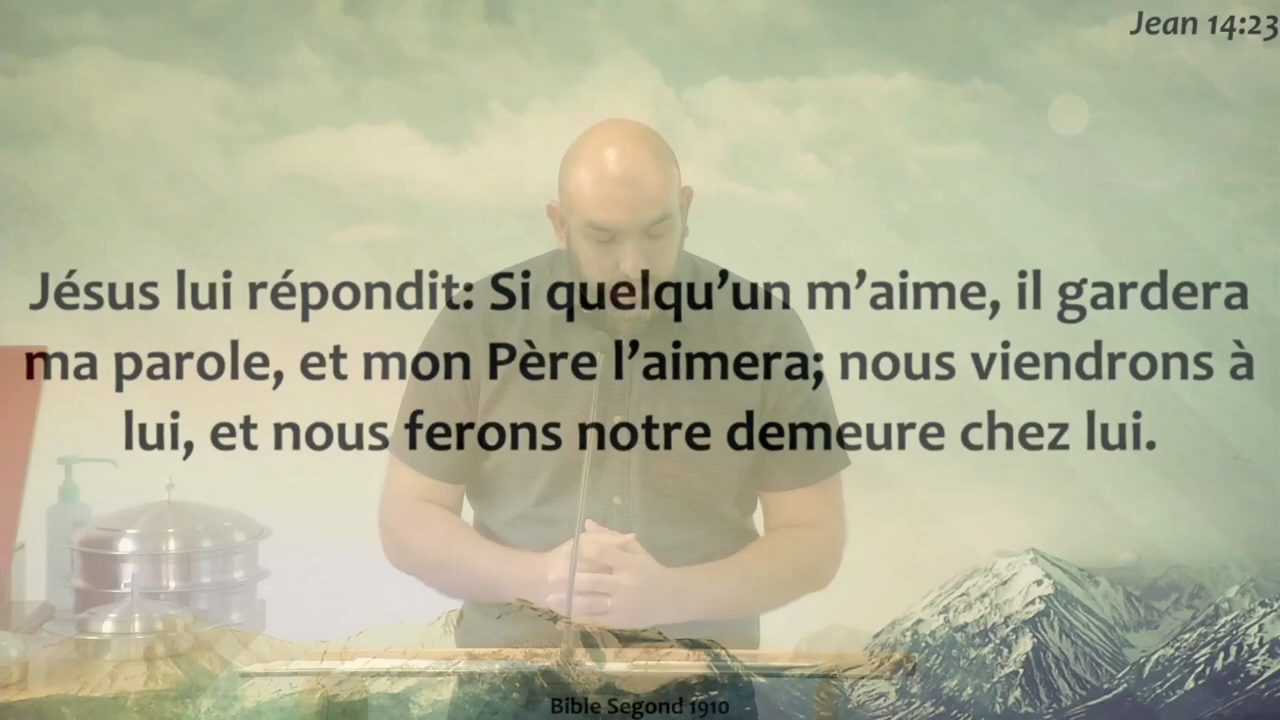 Jean 14:23
Jésus lui répondit: Si quelqu’un m’aime, il gardera
ma parole, et mon Père l’aimera; nous viendrons à
lui, et nous ferons notre demeure chez lui.
Bible Segond 1910